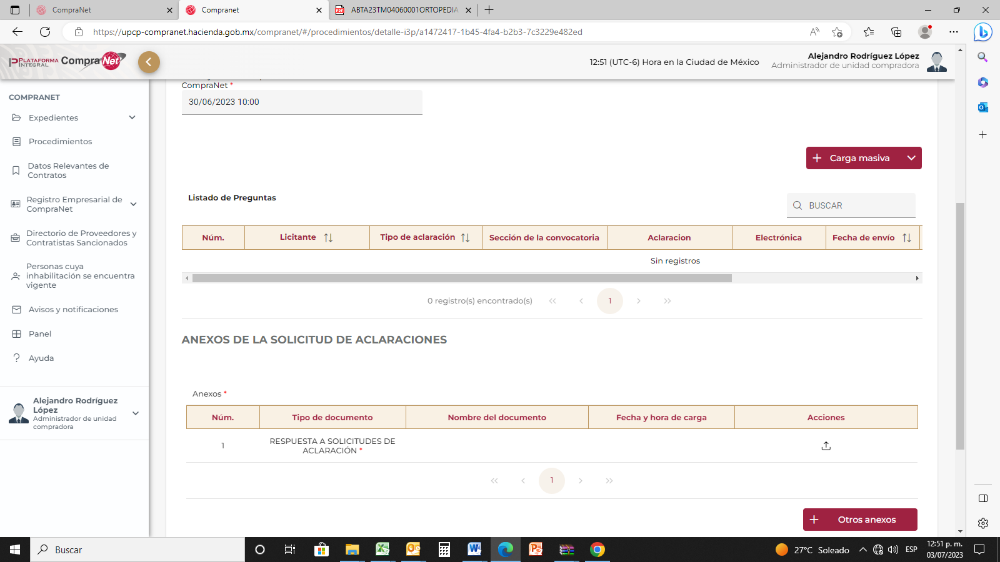 CompraNet
Compranet
ABTA23TM04060001ORTOPEDIA
https://upcp-compranet.hacienda.gob.mx/compranet/#/procedimientos/detalle-i3p/a1472417-1b45-4fa4-b2b3-7c3229e482ed
PLATAFORMA
INTEGRAL
CompraNet
12:51 (UTC-6) Hora en la Ciudad de México
Alejandro Rodríguez López
Administrador de unidad compradora
COMPRANET
Expedientes
Procedimientos
Datos Relevantes de
Contratos
Registro Empresarial de
CompraNet
Directorio de Proveedores y
Contratistas Sancionados
Personas cuya
inhabilitación se encuentra
vigente
Avisos y notificaciones
Panel
Ayuda
Alejandro Rodríguez
López
Administrador de unidad
compradora
CompraNet *
30/06/2023 10:00
Carga masiva
Listado de Preguntas
BUSCAR
Núm. Licitante Tipo de aclaración Sección de la convocatoria Aclaracion Electrónica Fecha de envío
Sin registros
0 registro(s) encontrado(s) << < 1 > >>
ANEXOS DE LA SOLICITUD DE ACLARACIONES
Anexos *
Núm. Tipo de documento Nombre del documento Fecha y hora de carga Acciones
1 RESPUESTA A SOLICITUDES DE
ACLARACIÓN *
<< < 1 > >>
Otros anexos
Buscar
27°C Soleado
ESP
12:51 p. m.
03/07/2023